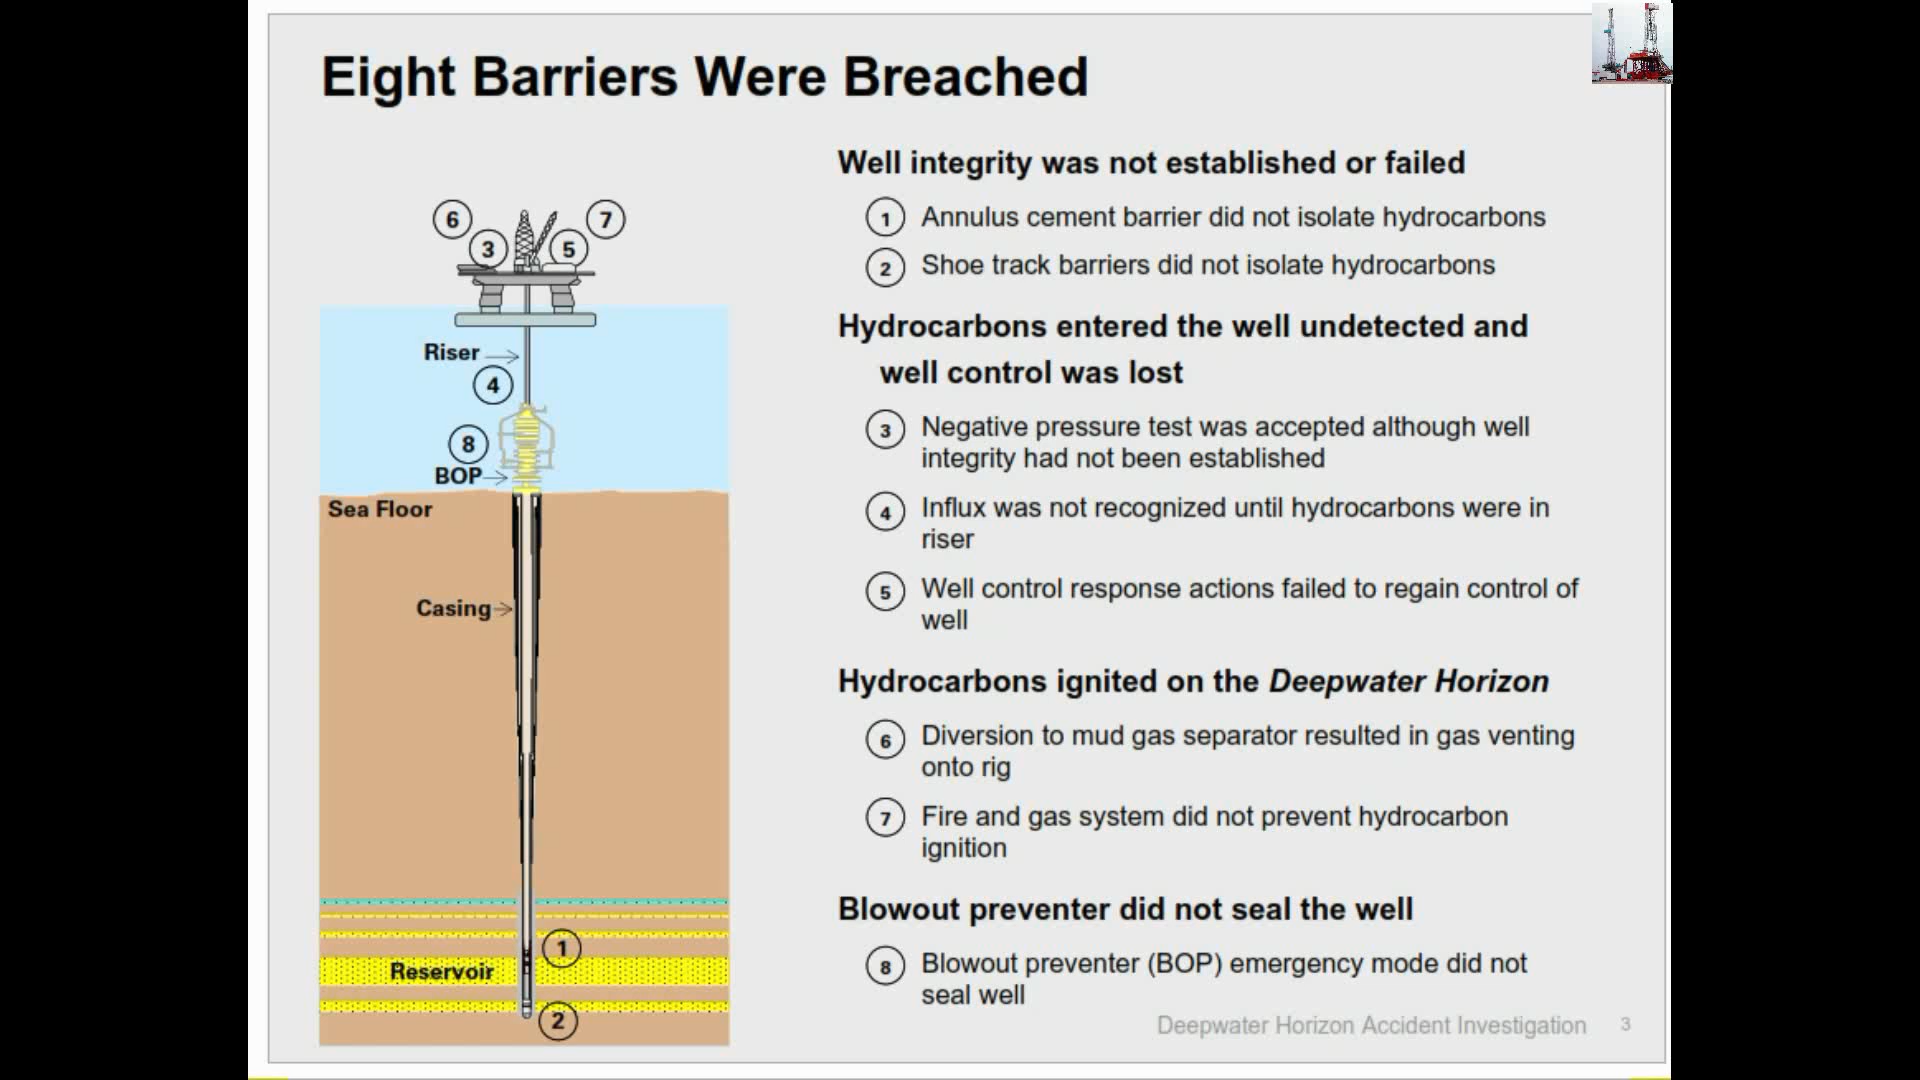 Eight Barriers Were Breached
Well integrity was not established or failed
1 Annulus cement barrier did not isolate hydrocarbons
2 Shoe track barriers did not isolate hydrocarbons
Hydrocarbons entered the well undetected and
well control was lost
3 Negative pressure test was accepted although well
integrity had not been established
4 Influx was not recognized until hydrocarbons were in
riser
5 Well control response actions failed to regain control of
well
Hydrocarbons ignited on the Deepwater Horizon
6 Diversion to mud gas separator resulted in gas venting
onto rig
7 Fire and gas system did not prevent hydrocarbon
ignition
Blowout preventer did not seal the well
8 Blowout preventer (BOP) emergency mode did not
seal well
6 7
3 5
Riser
4
8
BOP
Sea Floor
Casing
1
Reservoir
2
Deepwater Horizon Accident Investigation 3